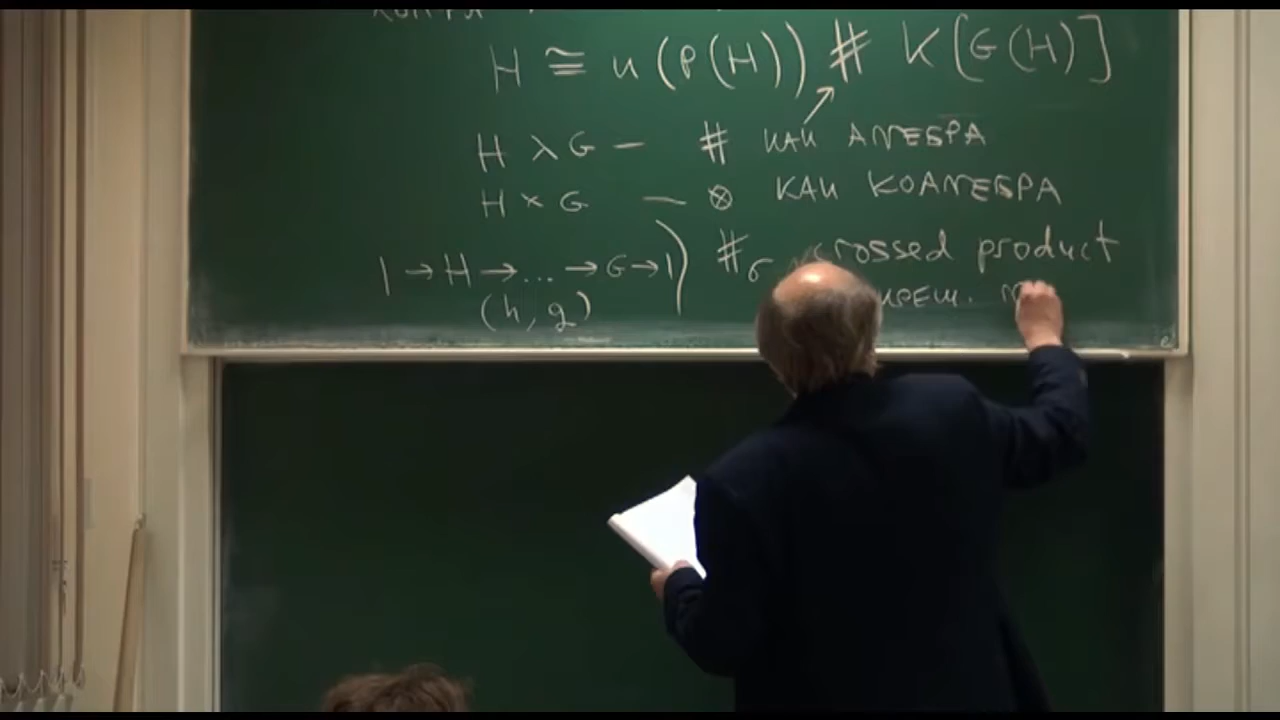 H ≅ u(P(H)) # K[G(H)]
H ⋋ G — # КАК АЛГЕБРА
H × G — ⊗ КАК КОАЛГЕБРА
1 → H → ... → G → 1) #σ crossed product
(h, g)